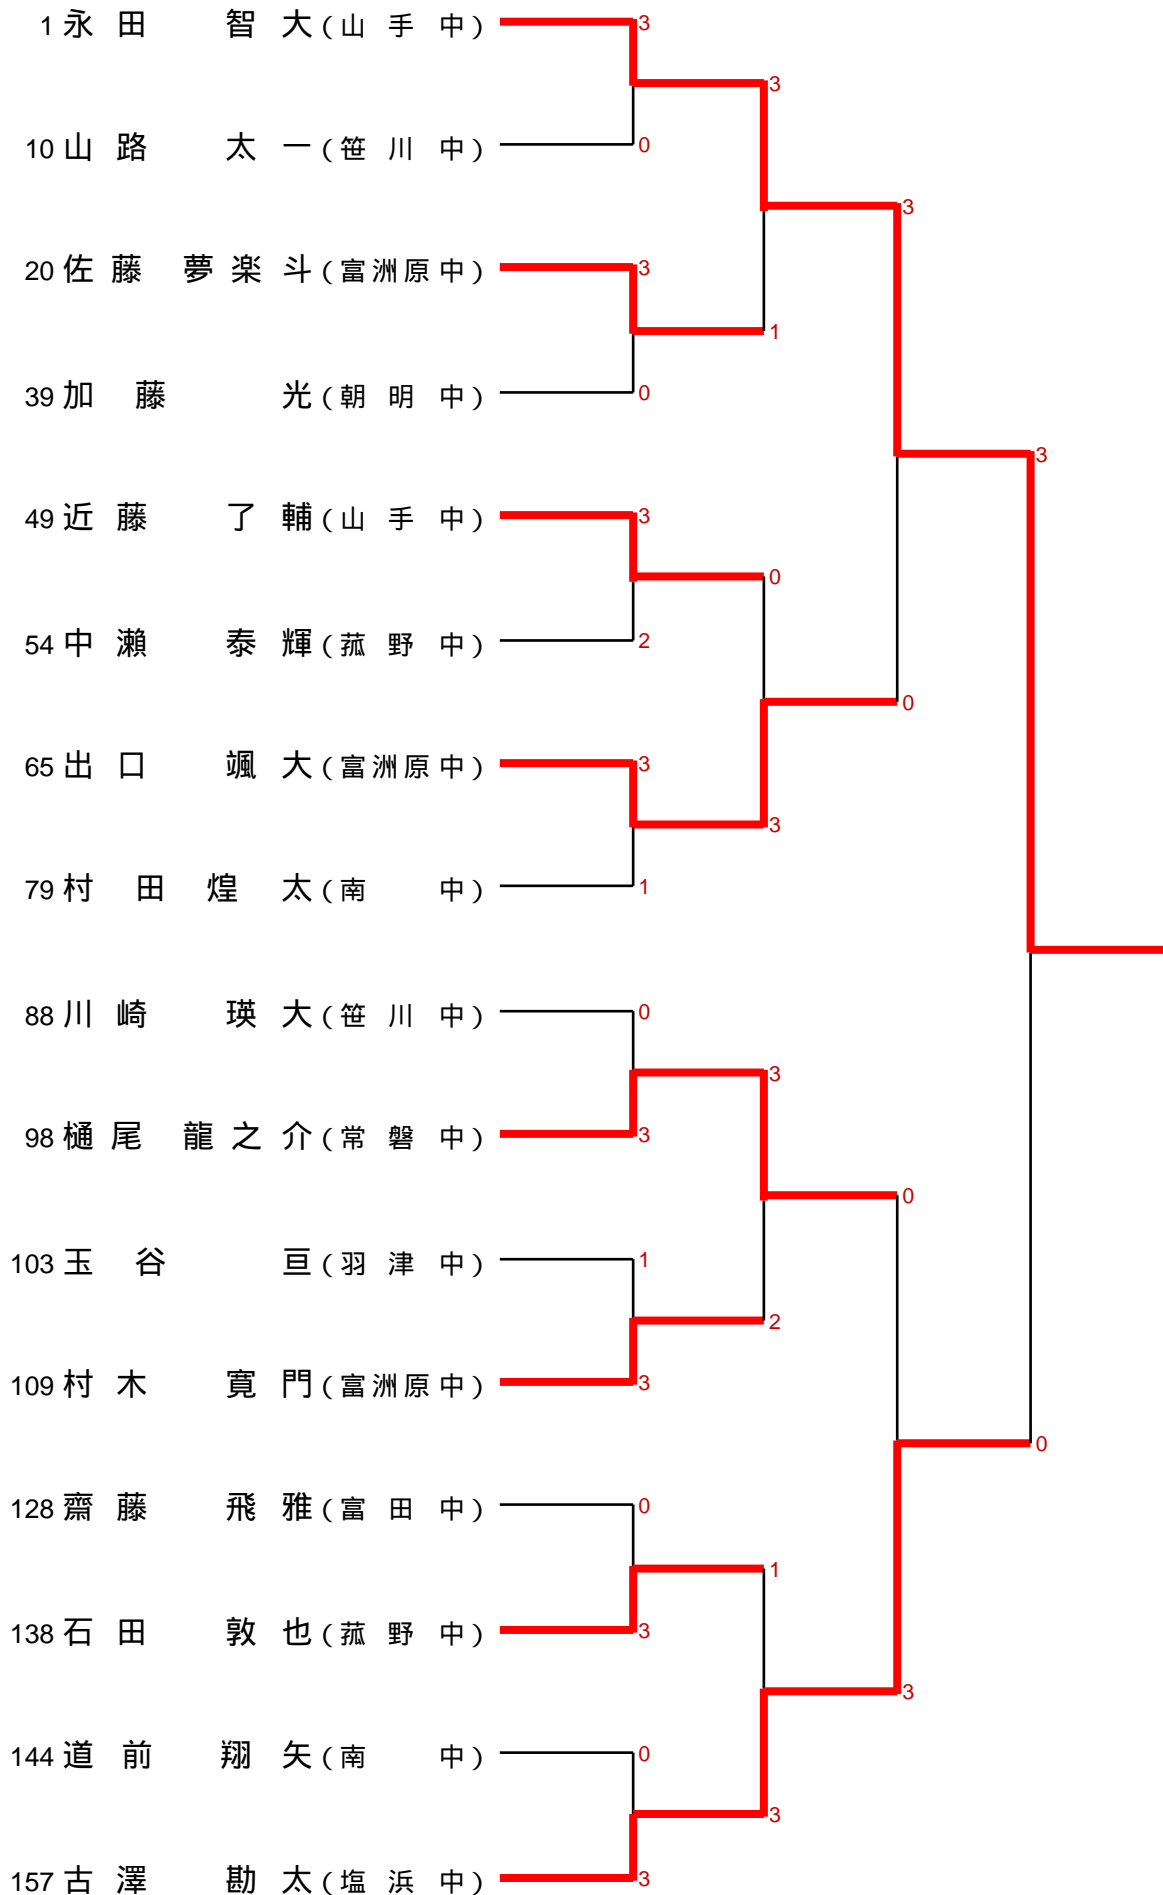 1 永田 智大(山手中) 3
3
10 山路 太一(笹川中) 0
3
20 佐藤 夢楽斗(富洲原中) 3
1
39 加藤 光(朝明中) 0
3
49 近藤 了輔(山手中) 3
0
54 中瀬 泰輝(菰野中) 2
0
65 出口 颯大(富洲原中) 3
3
79 村田煌太(南中) 1
88 川崎 瑛大(笹川中) 0
3
98 樋尾 龍之介(常磐中) 3
0
103 玉谷 亘(羽津中) 1
2
109 村木 寛門(富洲原中) 3
0
128 齋藤 飛雅(富田中) 0
1
138 石田 敦也(菰野中) 3
3
144 道前 翔矢(南中) 0
3
157 古澤 勘太(塩浜中) 3